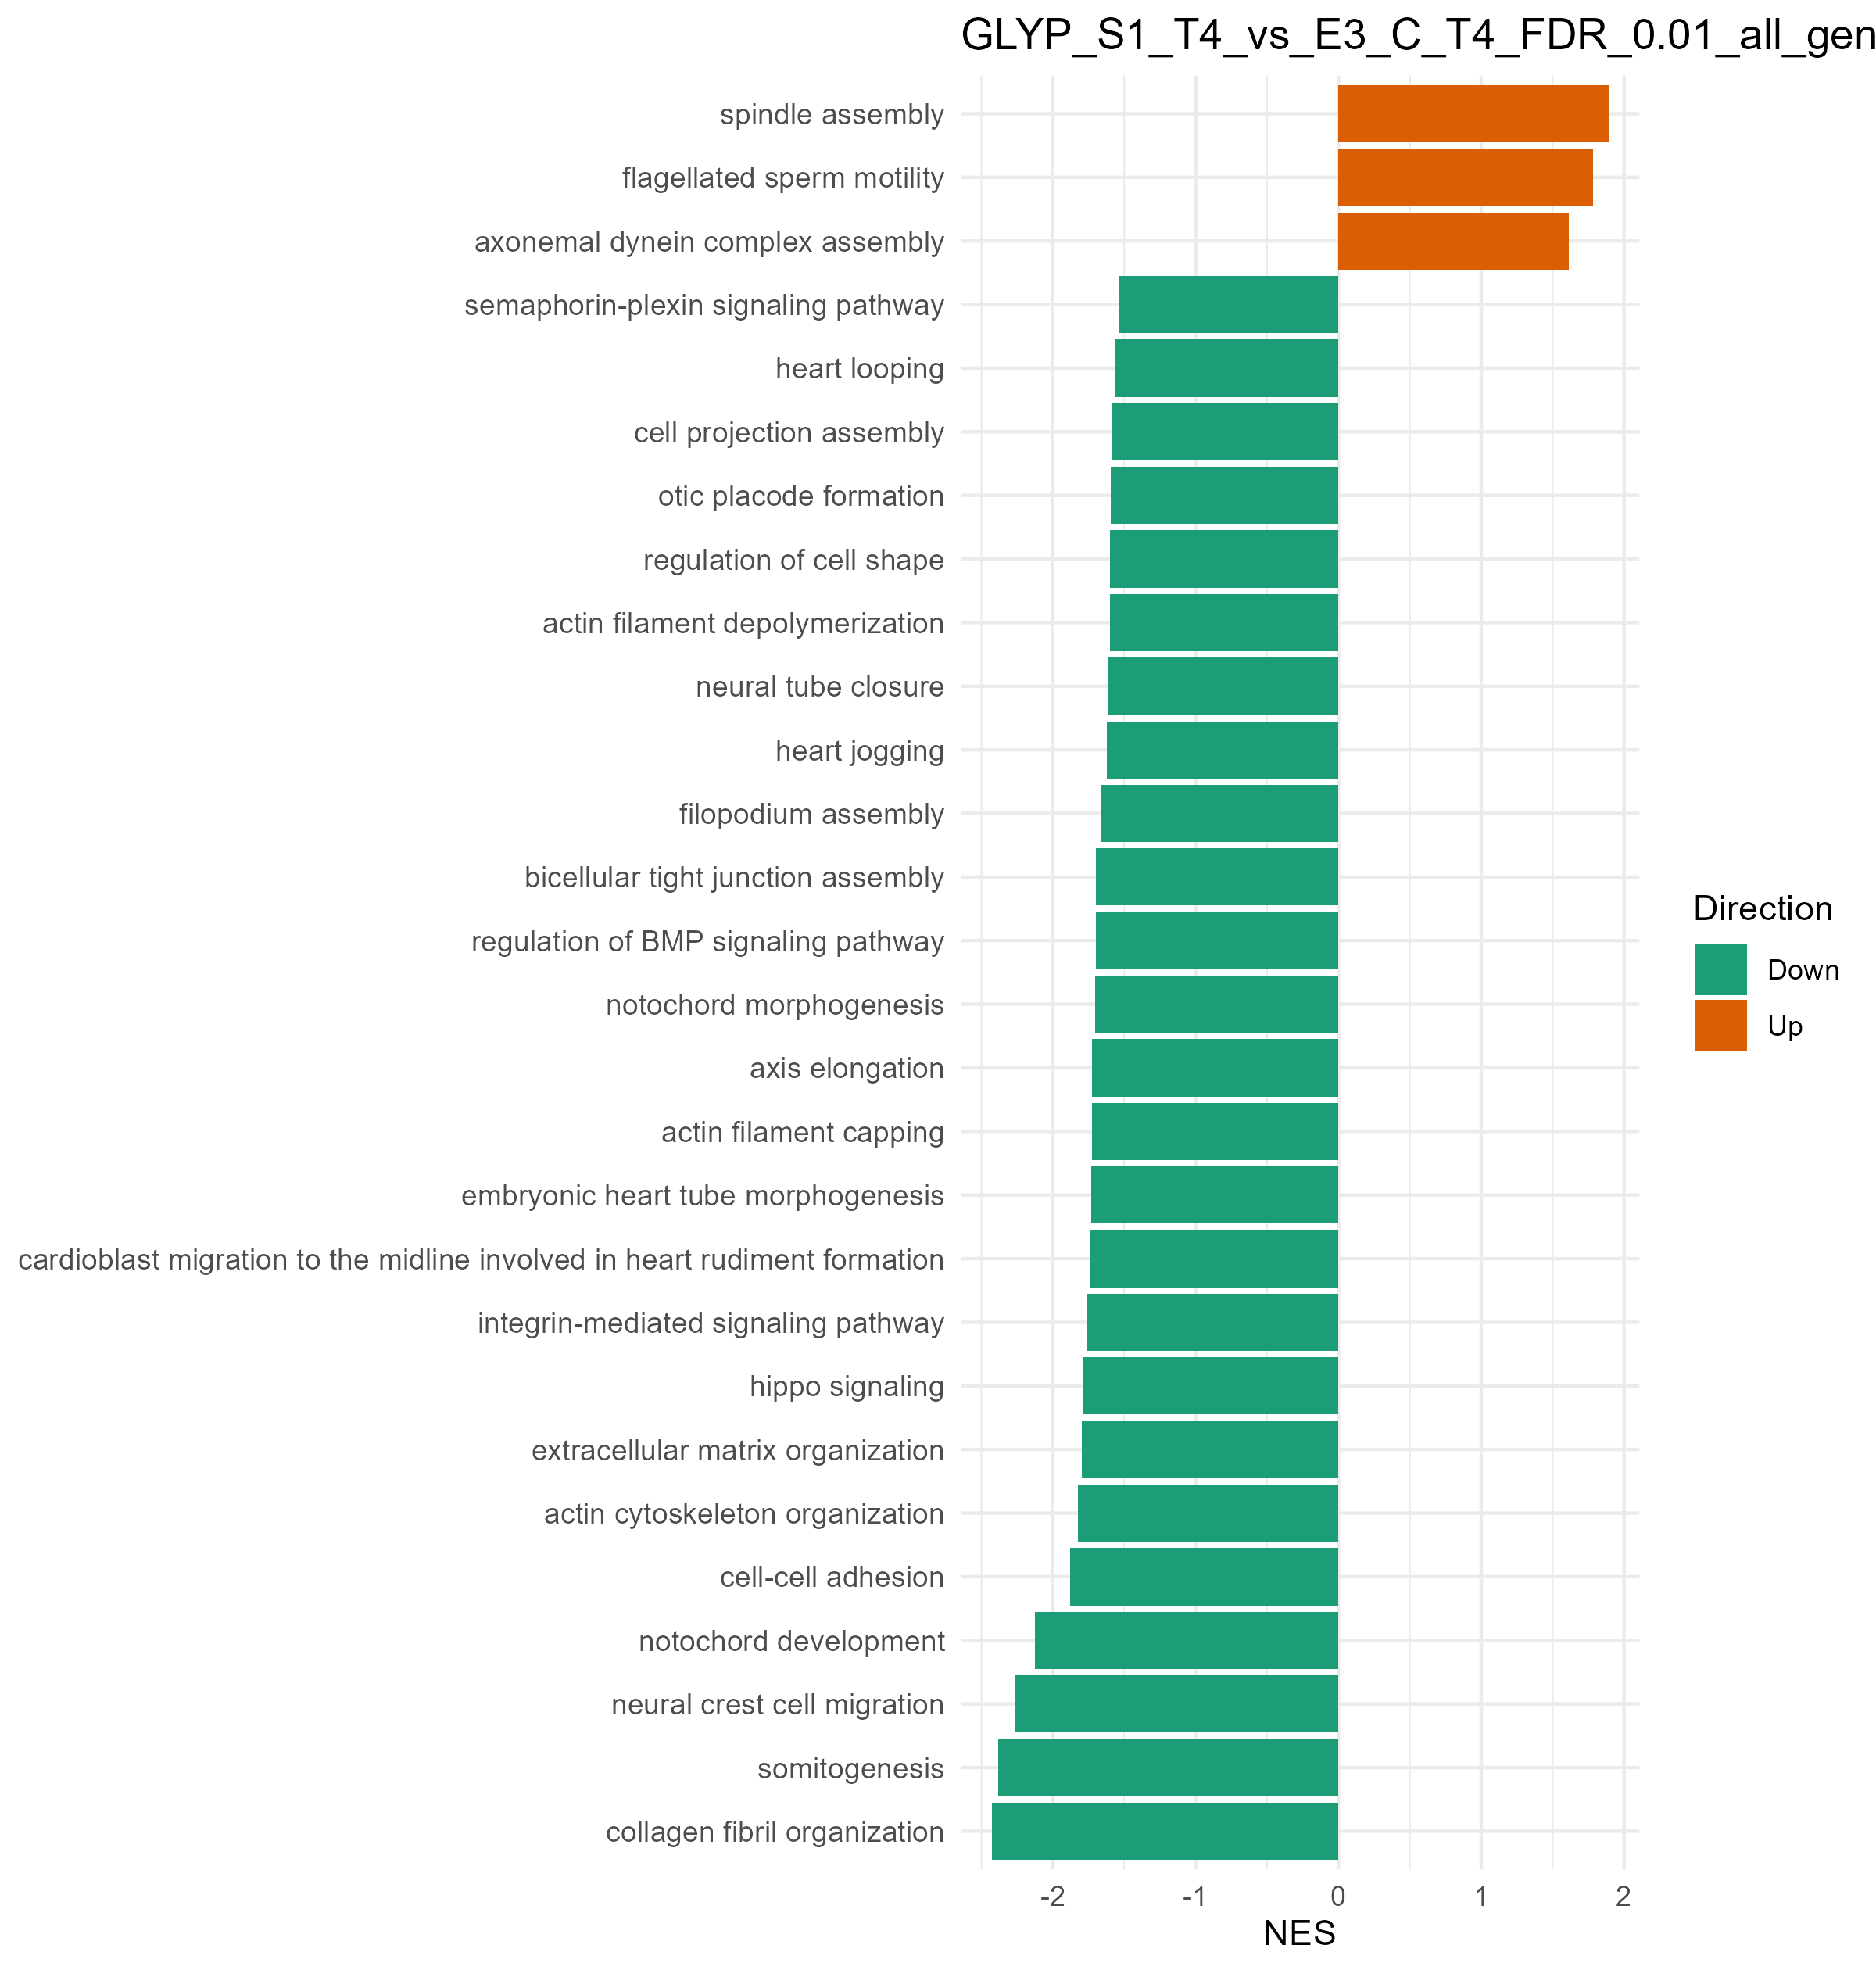 GLYP_S1_T4_vs_E3_C_T4_FDR_0.01_all_gen
spindle assembly
flagellated sperm motility
axonemal dynein complex assembly
semaphorin-plexin signaling pathway
heart looping
cell projection assembly
otic placode formation
regulation of cell shape
actin filament depolymerization
neural tube closure
heart jogging
filopodium assembly
bicellular tight junction assembly
regulation of BMP signaling pathway
notochord morphogenesis
axis elongation
actin filament capping
embryonic heart tube morphogenesis
cardioblast migration to the midline involved in heart rudiment formation
integrin-mediated signaling pathway
hippo signaling
extracellular matrix organization
actin cytoskeleton organization
cell-cell adhesion
notochord development
neural crest cell migration
somitogenesis
collagen fibril organization
-2 -1 0 1 2
NES
Direction
Down
Up